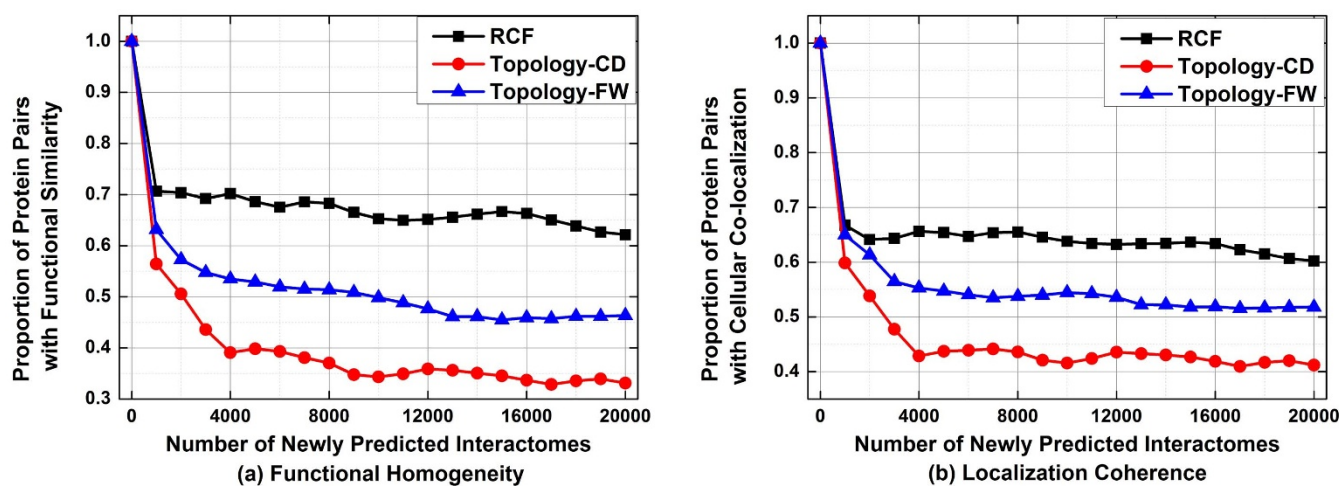 Proportion of Protein Pairs
with Functional Similarity
1.0
0.9
0.8
0.7
0.6
0.5
0.4
0.3
RCF
Topology-CD
Topology-FW
0 4000 8000 12000 16000 20000
Number of Newly Predicted Interactomes
(a) Functional Homogeneity
Proportion of Protein Pairs
with Cellular Co-localization
1.0
0.9
0.8
0.7
0.6
0.5
0.4
RCF
Topology-CD
Topology-FW
0 4000 8000 12000 16000 20000
Number of Newly Predicted Interactomes
(b) Localization Coherence